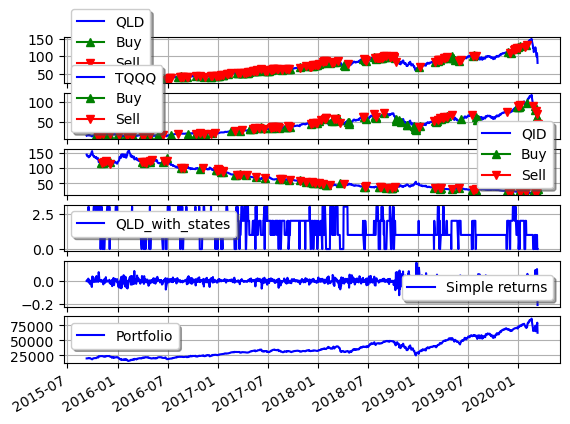 QLD
Buy
Sell
150
100
50
TQQQ
Buy
Sell
100
50
QID
Buy
Sell
150
100
50
QLD_with_states
2.5
0.0
Simple returns
0.0
−0.2
Portfolio
75000
50000
25000
2015-07
2016-01
2016-07
2017-01
2017-07
2018-01
2018-07
2019-01
2019-07
2020-01